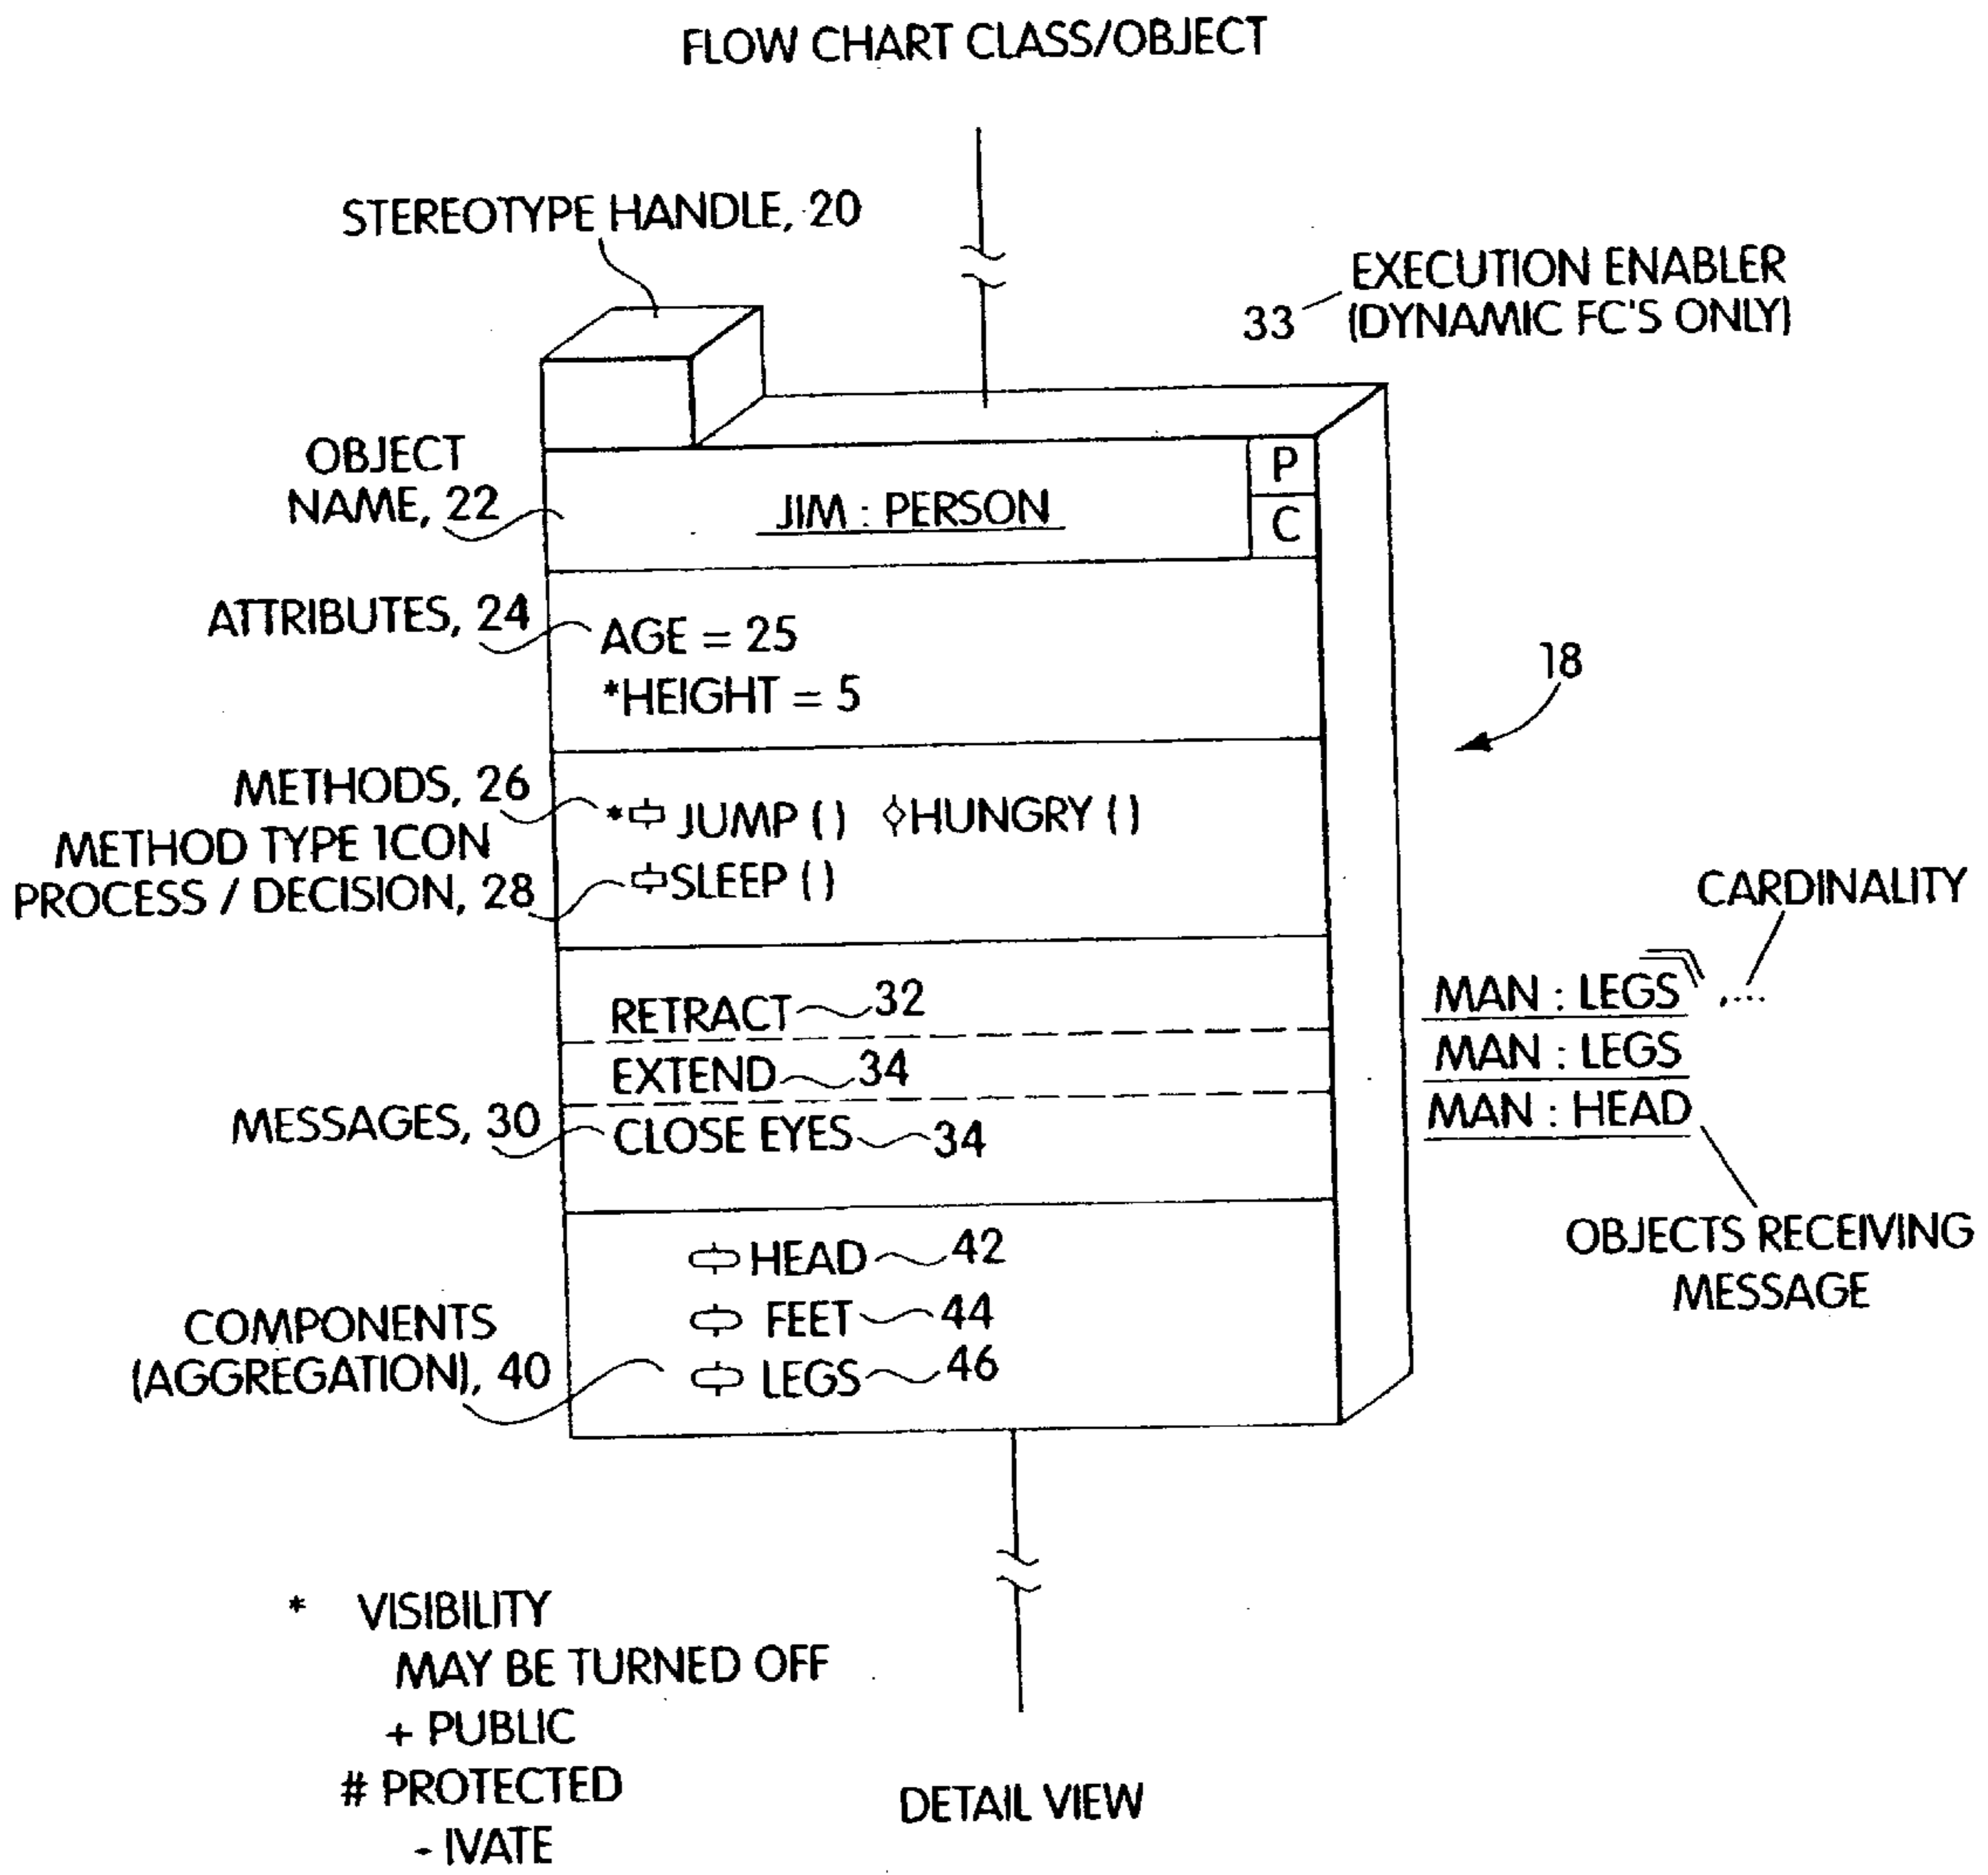 FLOW CHART CLASS/OBJECT
STEREOTYPE HANDLE, 20
EXECUTION ENABLER
33 (DYNAMIC FC'S ONLY)
OBJECT
NAME, 22
JIM : PERSON
P
C
ATTRIBUTES, 24
AGE = 25
*HEIGHT = 5
18
METHODS, 26
* JUMP ( ) HUNGRY ( )
METHOD TYPE ICON
PROCESS / DECISION, 28
SLEEP ( )
CARDINALITY
RETRACT 32
MAN : LEGS ,...
EXTEND 34
MAN : LEGS
MESSAGES, 30
CLOSE EYES 34
MAN : HEAD
OBJECTS RECEIVING
MESSAGE
HEAD 42
FEET 44
LEGS 46
COMPONENTS
(AGGREGATION), 40
* VISIBILITY
MAY BE TURNED OFF
+ PUBLIC
# PROTECTED
- IVATE
DETAIL VIEW